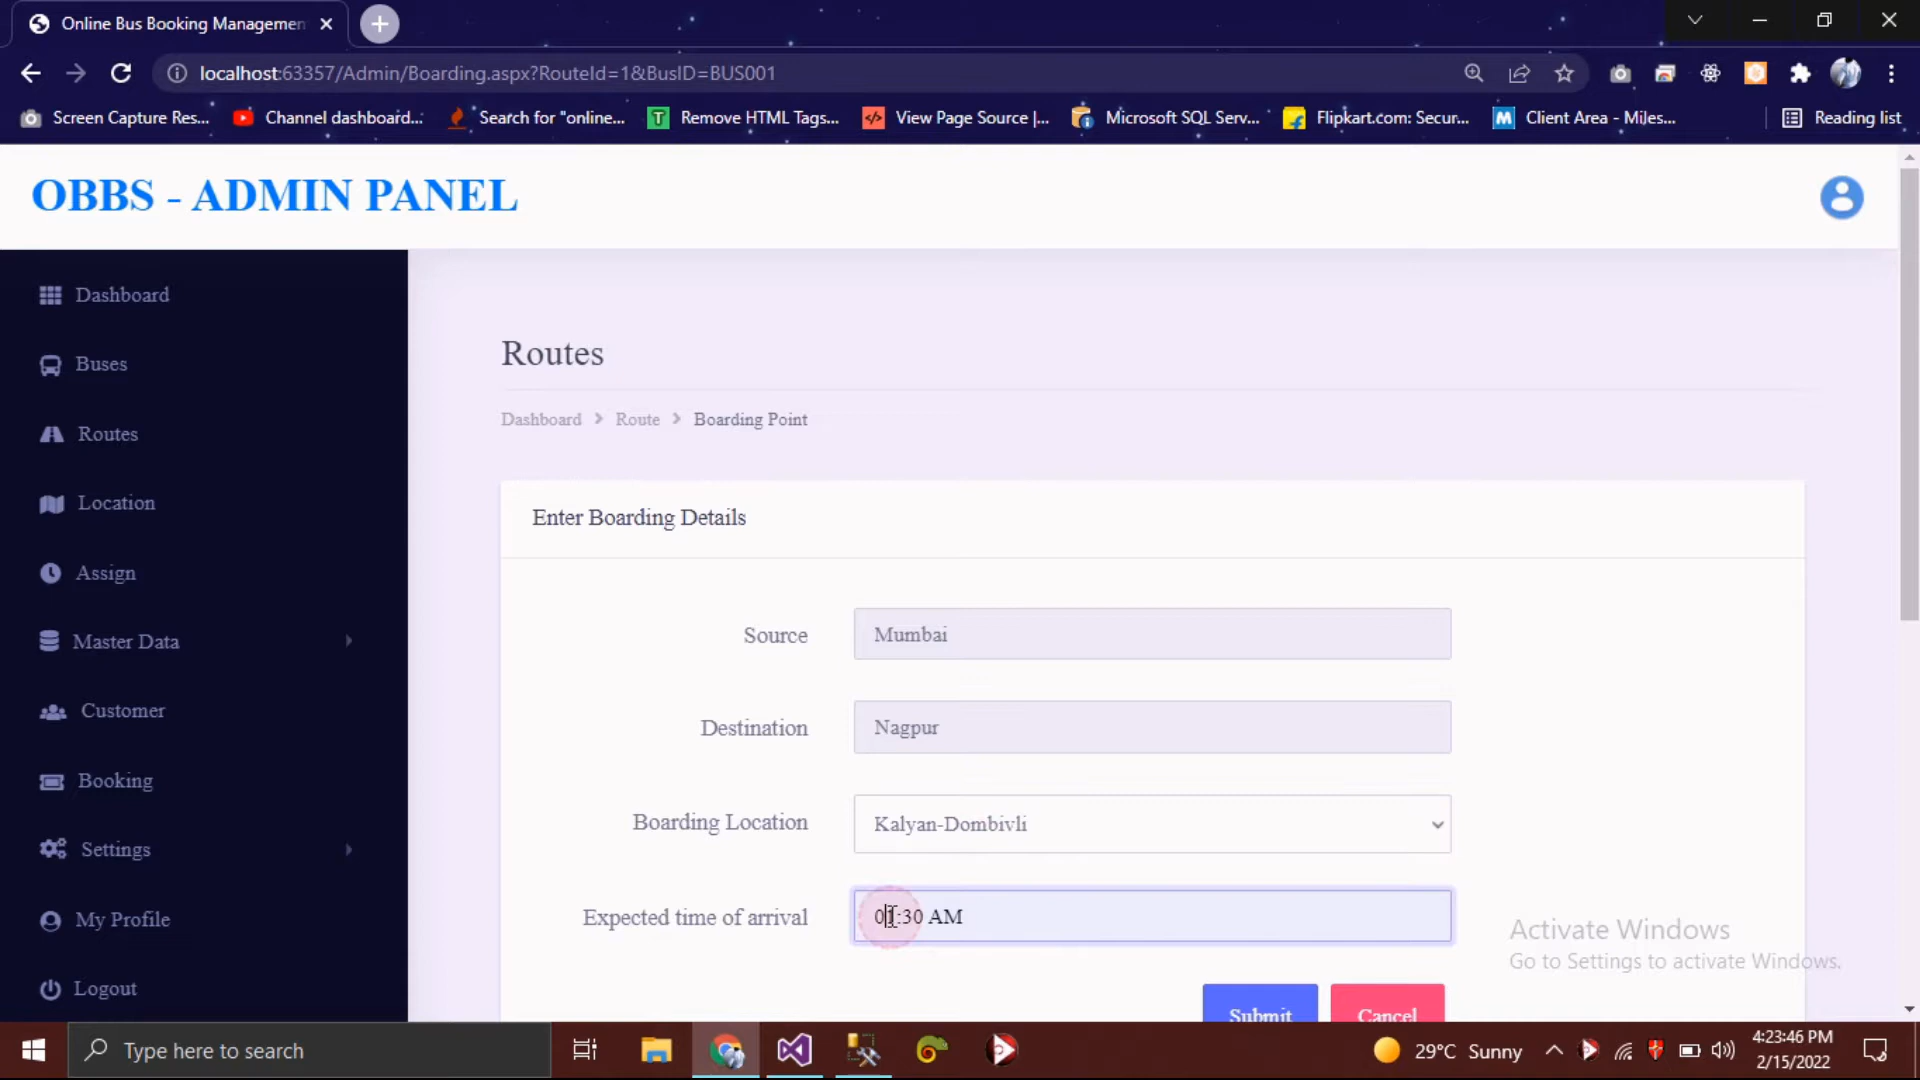 Online Bus Booking Managemen
localhost:63357/Admin/Boarding.aspx?RouteId=1&BusID=BUS001
Screen Capture Res... Channel dashboard... Search for "online... Remove HTML Tags... View Page Source |... Microsoft SQL Serv... Flipkart.com: Secur... Client Area - Miles... Reading list
OBBS - ADMIN PANEL
Dashboard
Buses
Routes
Location
Assign
Master Data
Customer
Booking
Settings
My Profile
Logout
Routes
Dashboard > Route > Boarding Point
Enter Boarding Details
Source Mumbai
Destination Nagpur
Boarding Location Kalyan-Dombivli
Expected time of arrival 01:30 AM
Submit Cancel
Activate Windows
Go to Settings to activate Windows.
Type here to search
29°C Sunny
4:23:46 PM
2/15/2022